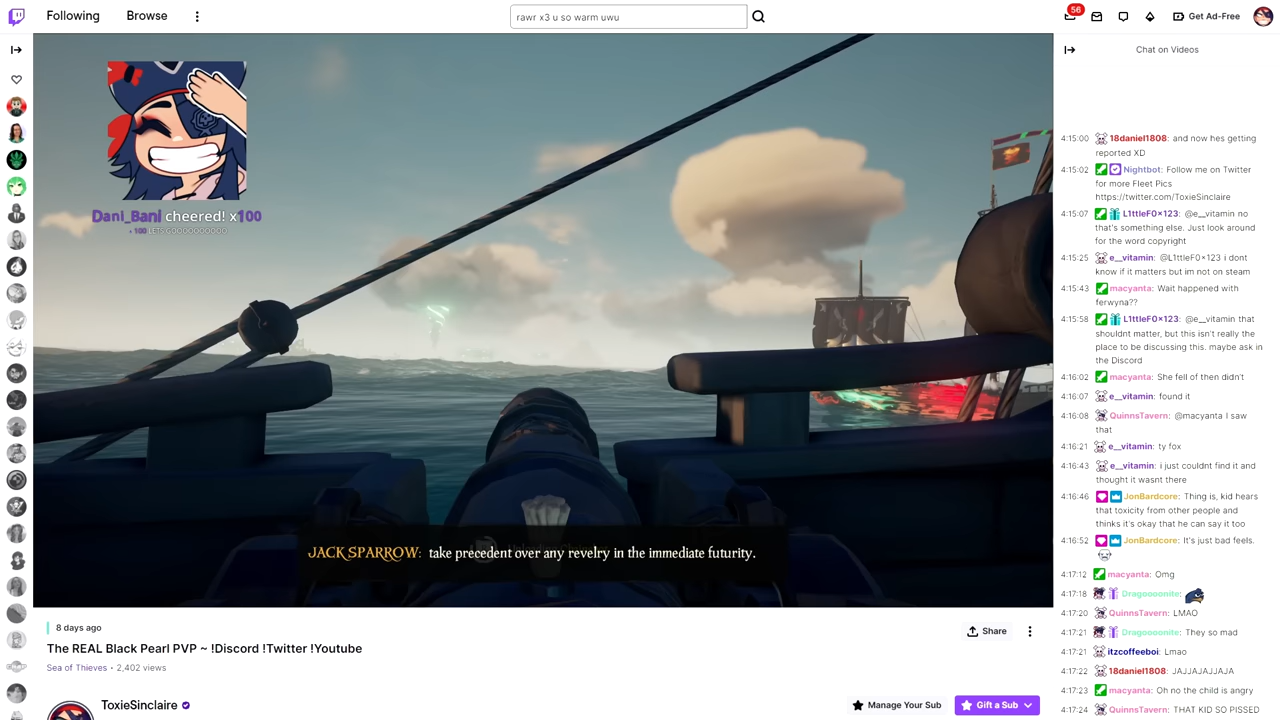 Following
Browse
rawr x3 u so warm uwu
56
Get Ad-Free
Chat on Videos
Dani_Bani cheered! x100
LETS GOOOOOOOOO
JACK SPARROW: take precedent over any revelry in the immediate futurity.
8 days ago
Share
The REAL Black Pearl PVP ~ !Discord !Twitter !Youtube
Sea of Thieves • 2,402 views
ToxieSinclaire
Manage Your Sub
Gift a Sub
4:15:00 18daniel1808: and now hes getting
reported XD
4:15:02 Nightbot: Follow me on Twitter
for more Fleet Pics
https://twitter.com/ToxieSinclaire
4:15:07 L1ttleF0x123: @e__vitamin no
that's something else. Just look around
for the word copyright
4:15:25 e__vitamin: @L1ttleF0x123 i dont
know if it matters but im not on steam
4:15:43 macyanta: Wait happened with
ferwyna??
4:15:58 L1ttleF0x123: @e__vitamin that
shouldnt matter, but this isn't really the
place to be discussing this. maybe ask in
the Discord
4:16:02 macyanta: She fell of then didn't
4:16:07 e__vitamin: found it
4:16:08 QuinnsTavern: @macyanta I saw
that
4:16:21 e__vitamin: ty fox
4:16:43 e__vitamin: i just couldnt find it and
thought it wasnt there
4:16:46 JonBardcore: Thing is, kid hears
that toxicity from other people and
thinks it's okay that he can say it too
4:16:52 JonBardcore: It's just bad feels.
4:17:12 macyanta: Omg
4:17:18 Dragoooonite:
4:17:20 QuinnsTavern: LMAO
4:17:21 Dragoooonite: They so mad
4:17:21 itzcoffeeboi: Lmao
4:17:22 18daniel1808: JAJJAJAJJAJA
4:17:23 macyanta: Oh no the child is angry
4:17:24 QuinnsTavern: THAT KID SO PISSED